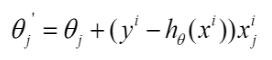 θ_j' = θ_j + (y^i − h_θ(x^i))x_j^i